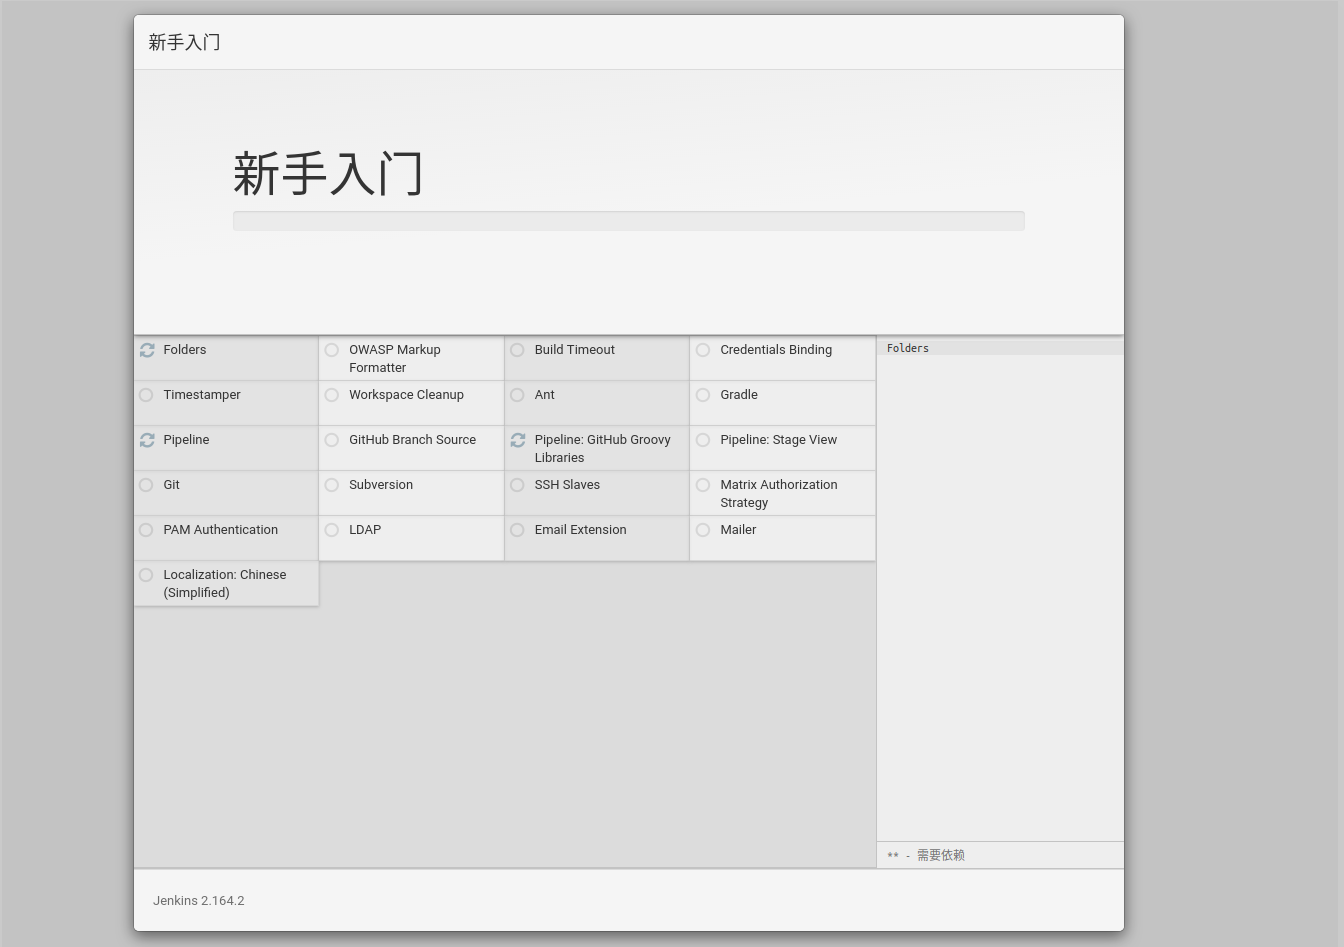 新手入门
新手入门
Folders
OWASP Markup
Formatter
Build Timeout
Credentials Binding
Timestamper
Workspace Cleanup
Ant
Gradle
Pipeline
GitHub Branch Source
Pipeline: GitHub Groovy
Libraries
Pipeline: Stage View
Git
Subversion
SSH Slaves
Matrix Authorization
Strategy
PAM Authentication
LDAP
Email Extension
Mailer
Localization: Chinese
(Simplified)
Folders
** - 需要依赖
Jenkins 2.164.2